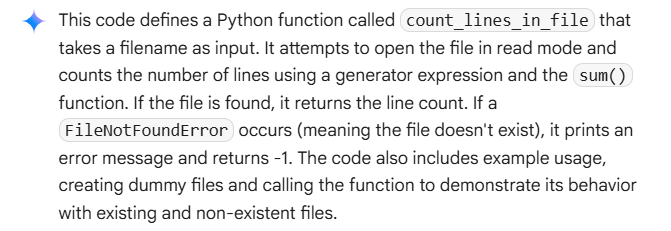 This code defines a Python function called count_lines_in_file that
takes a filename as input. It attempts to open the file in read mode and
counts the number of lines using a generator expression and the sum()
function. If the file is found, it returns the line count. If a
FileNotFoundError occurs (meaning the file doesn't exist), it prints an
error message and returns -1. The code also includes example usage,
creating dummy files and calling the function to demonstrate its behavior
with existing and non-existent files.